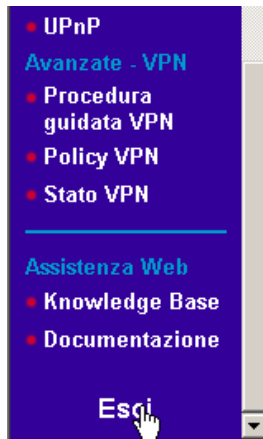 UPnP
Avanzate - VPN
Procedura
guidata VPN
Policy VPN
Stato VPN
Assistenza Web
Knowledge Base
Documentazione
Esci